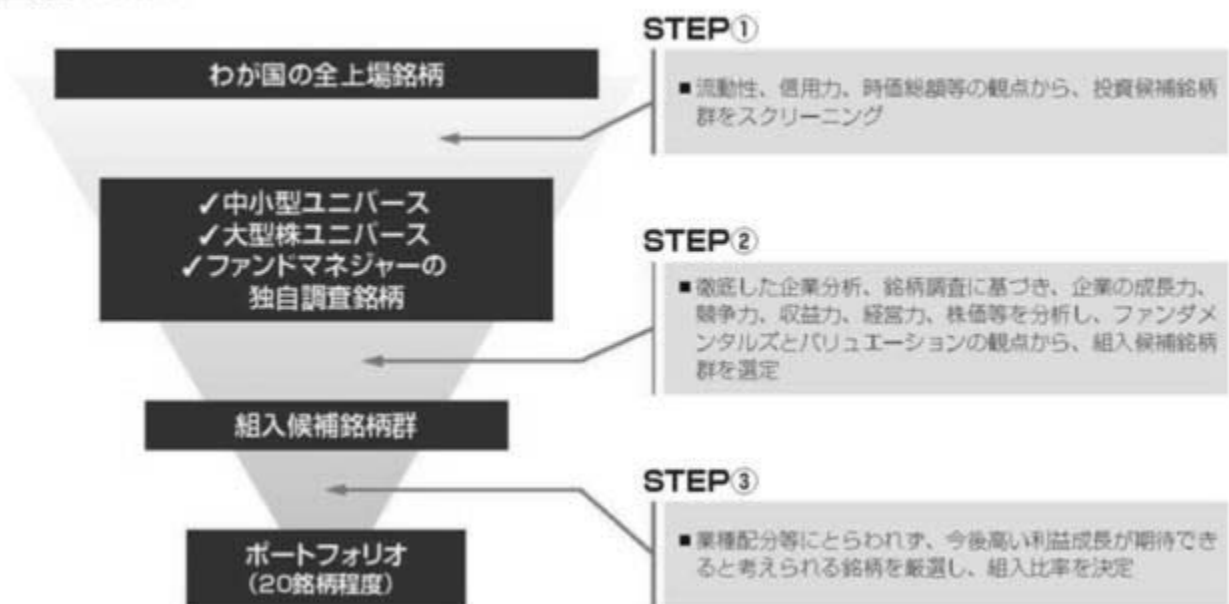 STEP①
わが国の全上場銘柄
■流動性、信用力、時価総額等の観点から、投資候補銘柄
群をスクリーニング
✓中小型ユニバース
✓大型株ユニバース
✓ファンドマネジャーの
独自調査銘柄
STEP②
■徹底した企業分析、銘柄調査に基づき、企業の成長力、
競争力、収益力、経営力、株価等を分析し、ファンダメ
ンタルズとバリュエーションの観点から、組入候補銘柄
群を選定
組入候補銘柄群
STEP③
■業種配分等にとらわれず、今後高い利益成長が期待でき
ると考えられる銘柄を厳選し、組入比率を決定
ポートフォリオ
(20銘柄程度)